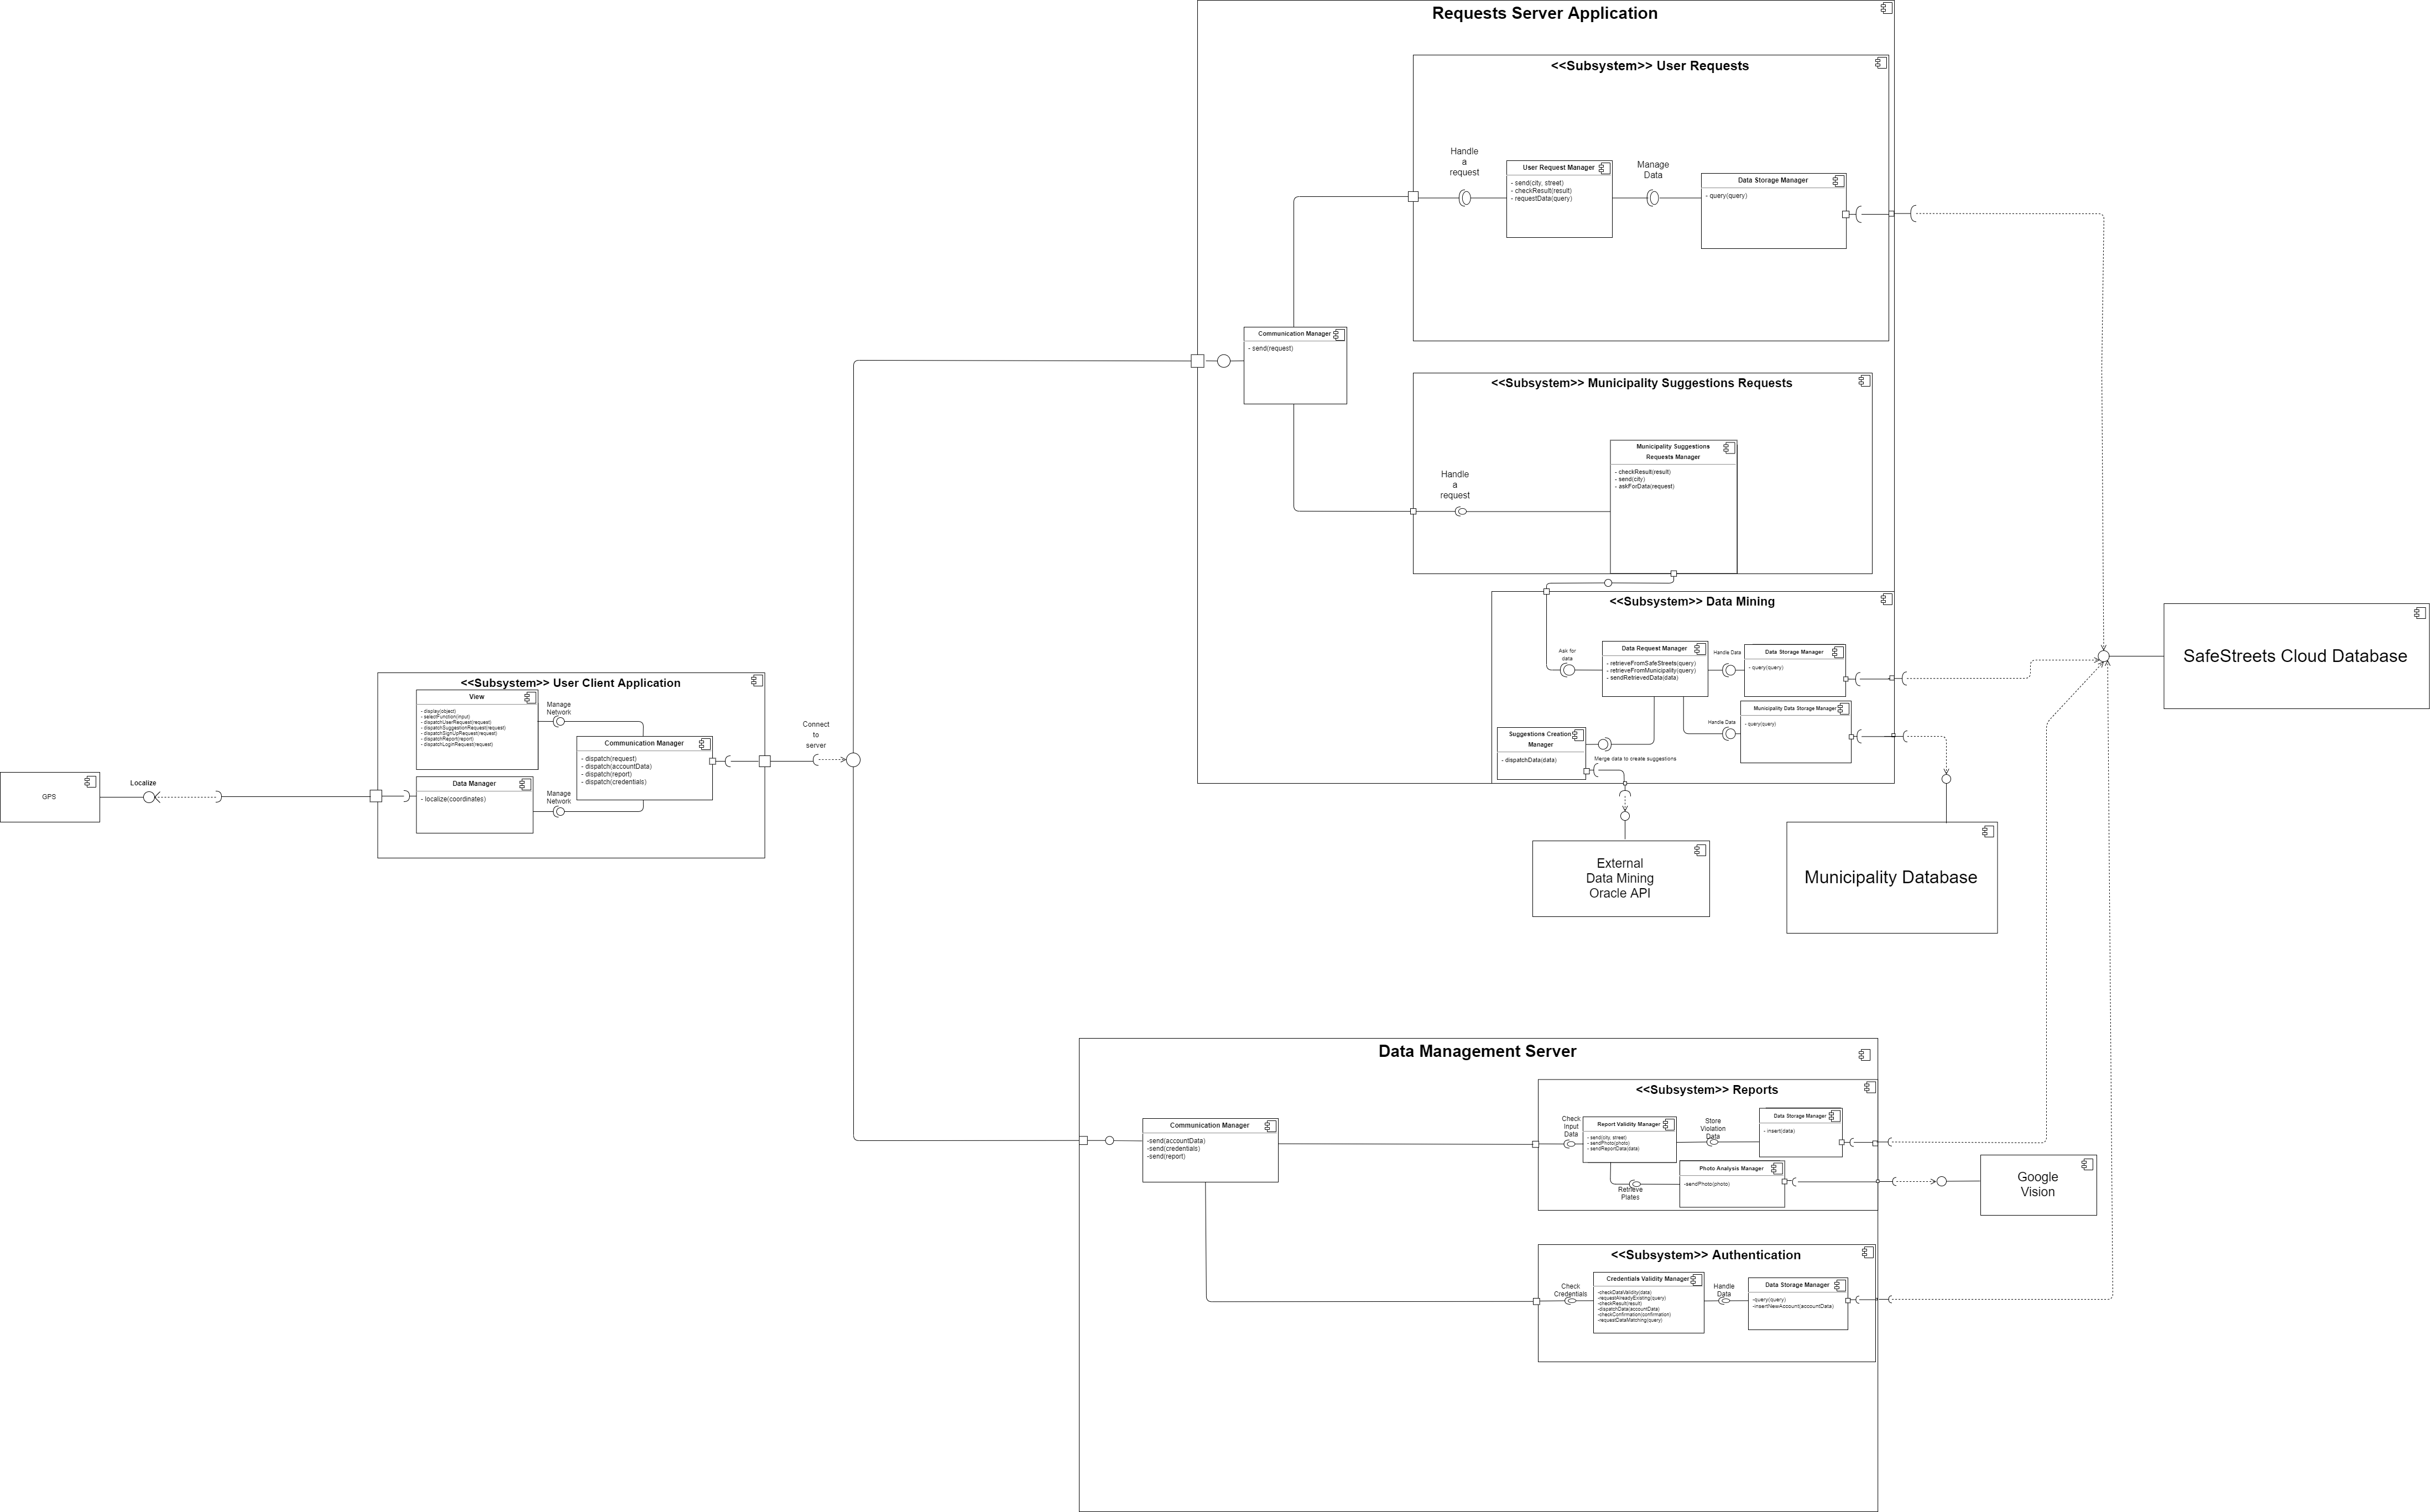 Requests Server Application
<<Subsystem>> User Requests
Handle
a
request
User Request Manager
- send(city, street)
- checkResult(result)
- requestData(query)
Manage
Data
Data Storage Manager
- query(query)
Communication Manager
- send(request)
<<Subsystem>> Municipality Suggestions Requests
Handle
a
request
Municipality Suggestions
Requests Manager
- checkResult(result)
- send(city)
- askForData(request)
<<Subsystem>> Data Mining
Ask for
data
Data Request Manager
- retrieveFromSafeStreets(query)
- retrieveFromMunicipality(query)
- sendRetrievedData(data)
Handle Data
Data Storage Manager
- query(query)
Handle Data
Municipality Data Storage Manager
- query(query)
Suggestions Creation
Manager
- dispatchData(data)
Merge data to create suggestions
SafeStreets Cloud Database
External
Data Mining
Oracle API
Municipality Database
<<Subsystem>> User Client Application
View
- display(object)
- selectFunction(input)
- dispatchUserRequest(request)
- dispatchSuggestionRequest(request)
- dispatchSignUpRequest(request)
- dispatchReport(report)
- dispatchLoginRequest(request)
Manage
Network
Communication Manager
- dispatch(request)
- dispatch(accountData)
- dispatch(report)
- dispatch(credentials)
Data Manager
- localize(coordinates)
Manage
Network
Connect
to
server
GPS
Localize
Data Management Server
Communication Manager
-send(accountData)
-send(credentials)
-send(report)
<<Subsystem>> Reports
Check
Input
Data
Report Validity Manager
- send(city, street)
- sendPhoto(photo)
- sendReportData(data)
Store
Violation
Data
Data Storage Manager
- insert(data)
Retrieve
Plates
Photo Analysis Manager
-sendPhoto(photo)
Google
Vision
<<Subsystem>> Authentication
Check
Credentials
Credentials Validity Manager
-checkDataValidity(data)
-requestAlreadyExisting(query)
-checkResult(result)
-dispatchData(accountData)
-checkConfirmation(confirmation)
-requestDataMatching(query)
Handle
Data
Data Storage Manager
-query(query)
-insertNewAccount(accountData)